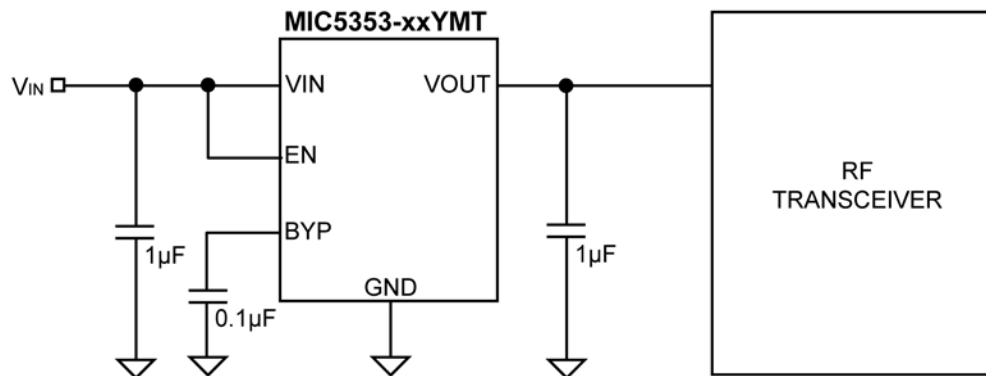 MIC5353-xxYMT
VIN
VIN
VOUT
EN
BYP
GND
1µF
0.1µF
1µF
RF
TRANSCEIVER